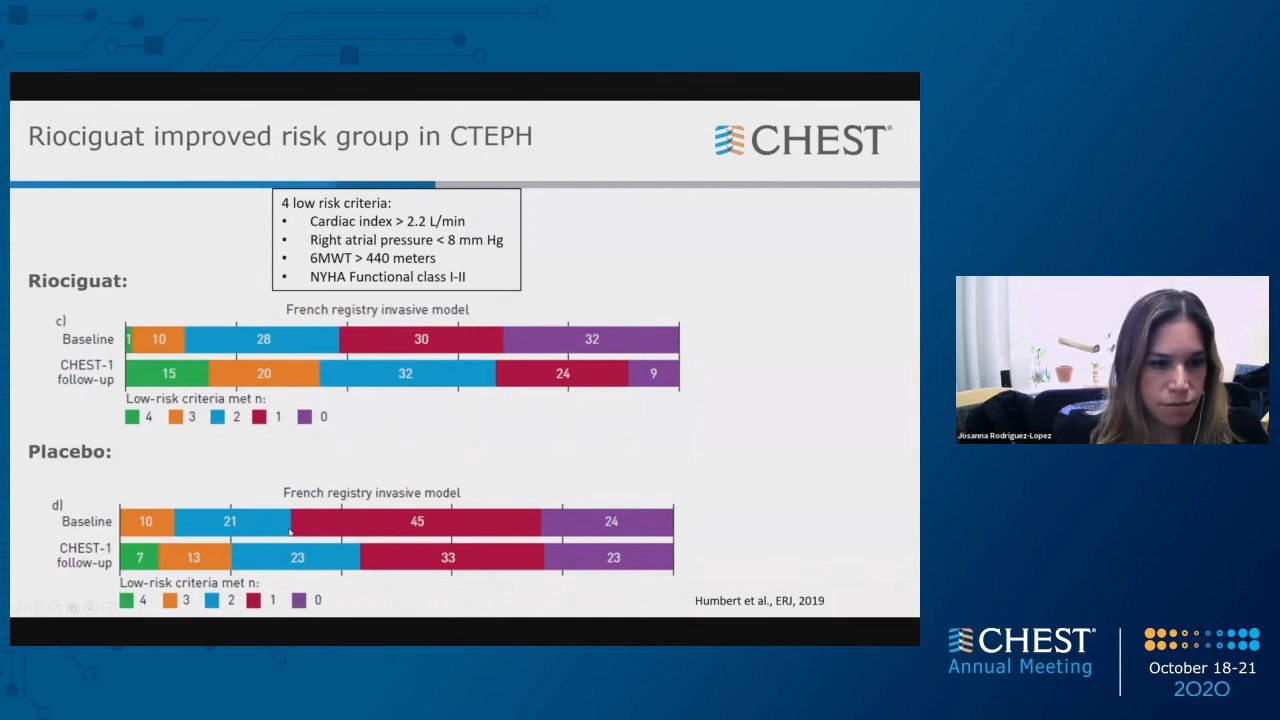 Riociguat improved risk group in CTEPH
CHEST®
4 low risk criteria:
• Cardiac index > 2.2 L/min
• Right atrial pressure < 8 mm Hg
• 6MWT > 440 meters
• NYHA Functional class I-II
Riociguat:
French registry invasive model
c)
Baseline 1 10 28 30 32
CHEST-1
follow-up 15 20 32 24 9
Low-risk criteria met n:
4 3 2 1 0
Placebo:
French registry invasive model
d)
Baseline 10 21 45 24
CHEST-1
follow-up 7 13 23 33 23
Low-risk criteria met n:
4 3 2 1 0
Humbert et al., ERJ, 2019
Josanna Rodriguez-Lopez
CHEST®
Annual Meeting
October 18-21
2020